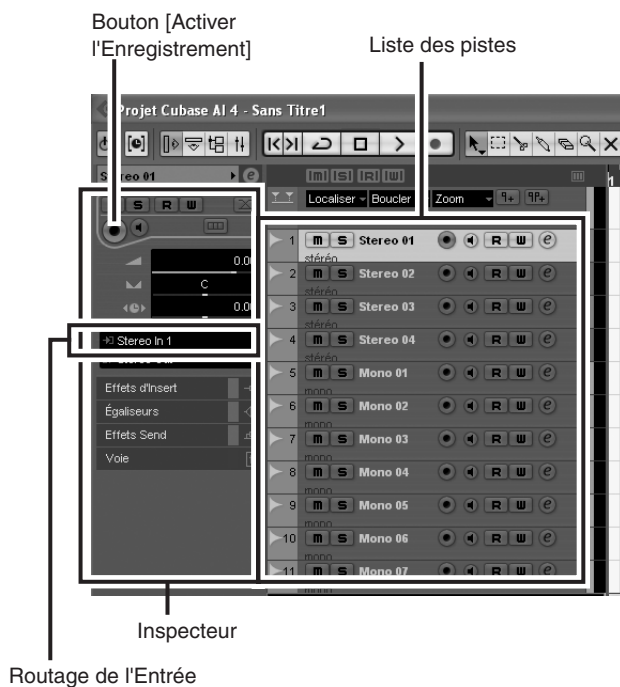 Bouton [Activer
l'Enregistrement]
Liste des pistes
Projet Cubase AI 4 - Sans Titre1
01
m S R W
Localiser Boucler Zoom
M S R W
0.00
C
0.00
Stereo In 1
Effets d'Insert
Égaliseurs
Effets Send
Voie
1 m S Stereo 01 R W e
stéréo
2 m S Stereo 02 R W e
stéréo
3 m S Stereo 03 R W e
stéréo
4 m S Stereo 04 R W e
stéréo
5 m S Mono 01 R W e
mono
6 m S Mono 02 R W e
mono
7 m S Mono 03 R W e
mono
8 m S Mono 04 R W e
mono
9 m S Mono 05 R W e
mono
10 m S Mono 06 R W e
mono
11 m S Mono 07 R W e
mono
Inspecteur
Routage de l'Entrée